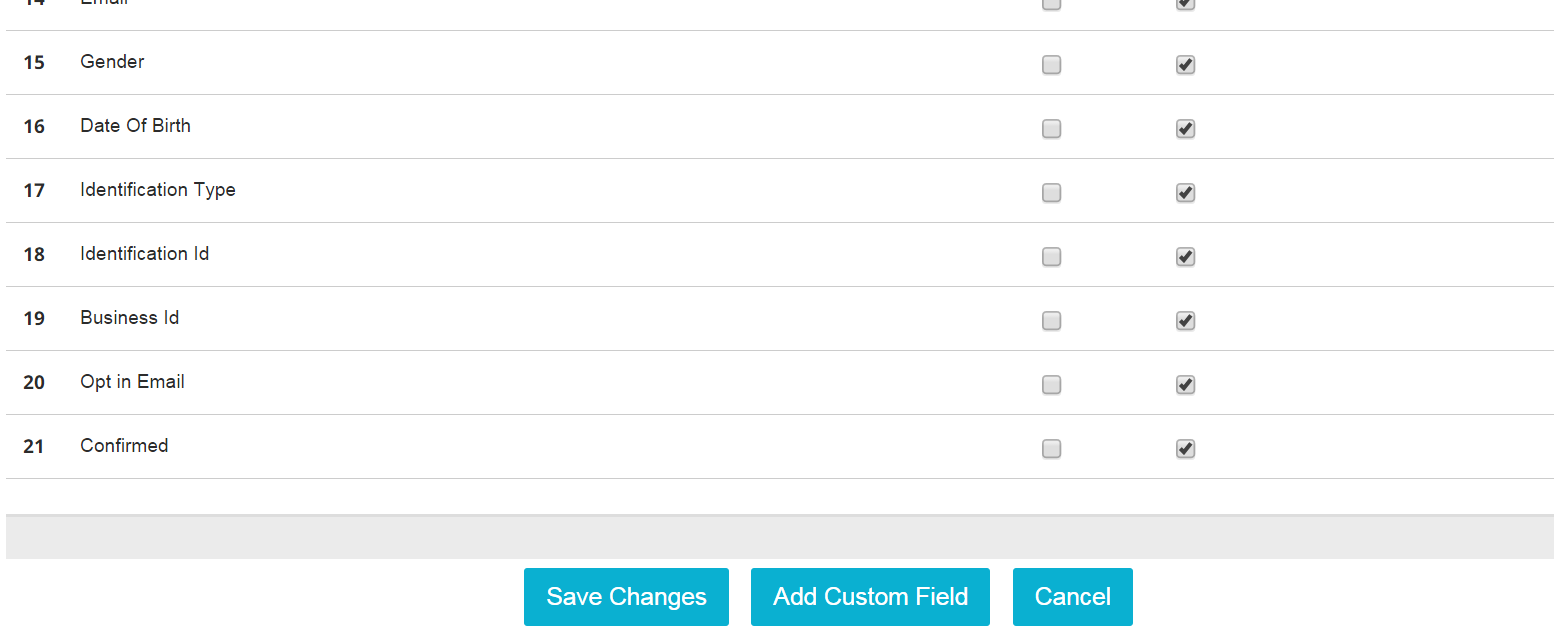 14 Email
15 Gender
16 Date Of Birth
17 Identification Type
18 Identification Id
19 Business Id
20 Opt in Email
21 Confirmed
Save Changes Add Custom Field Cancel